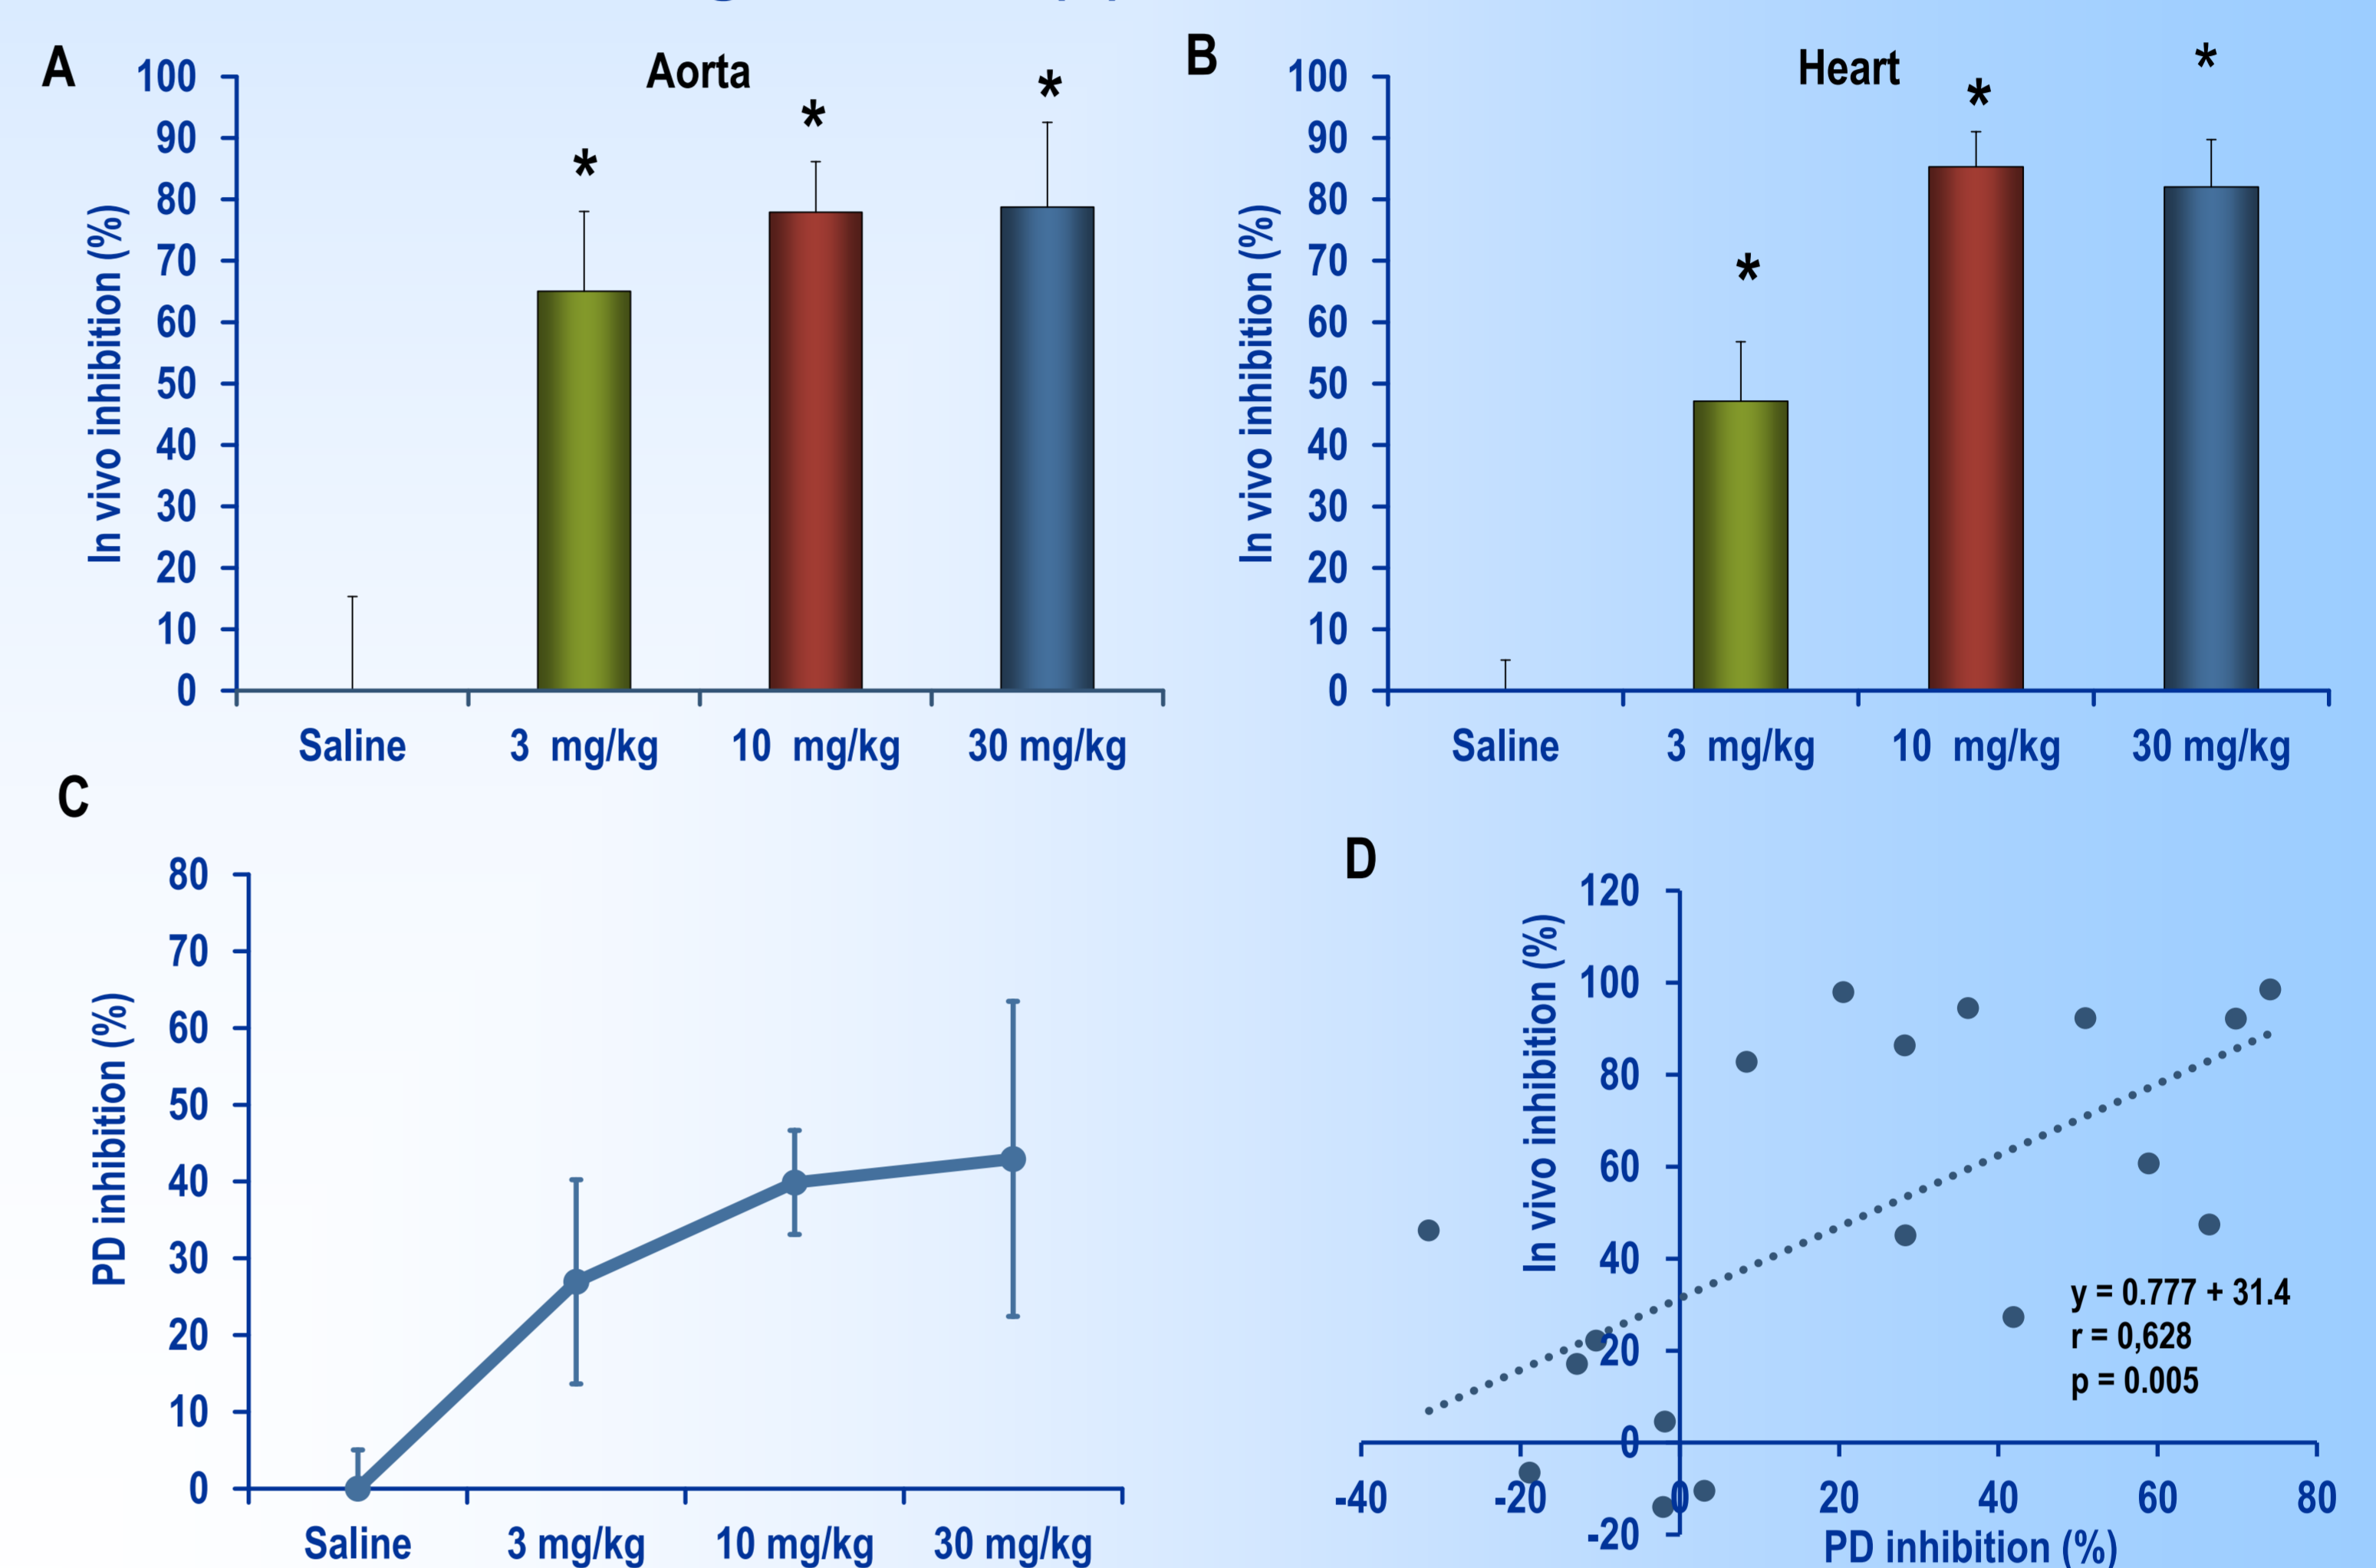 A
Aorta
*
*
*
In vivo inhibition (%)
100
90
80
70
60
50
40
30
20
10
0
Saline
3 mg/kg
10 mg/kg
30 mg/kg
B
Heart
*
*
*
In vivo inhibition (%)
100
90
80
70
60
50
40
30
20
10
0
Saline
3 mg/kg
10 mg/kg
30 mg/kg
C
PD inhibition (%)
80
70
60
50
40
30
20
10
0
Saline
3 mg/kg
10 mg/kg
30 mg/kg
D
In vivo inhibition (%)
120
100
80
60
40
20
0
-20
y = 0.777 + 31.4
r = 0,628
p = 0.005
-40
-20
0
20
40
60
80
PD inhibition (%)